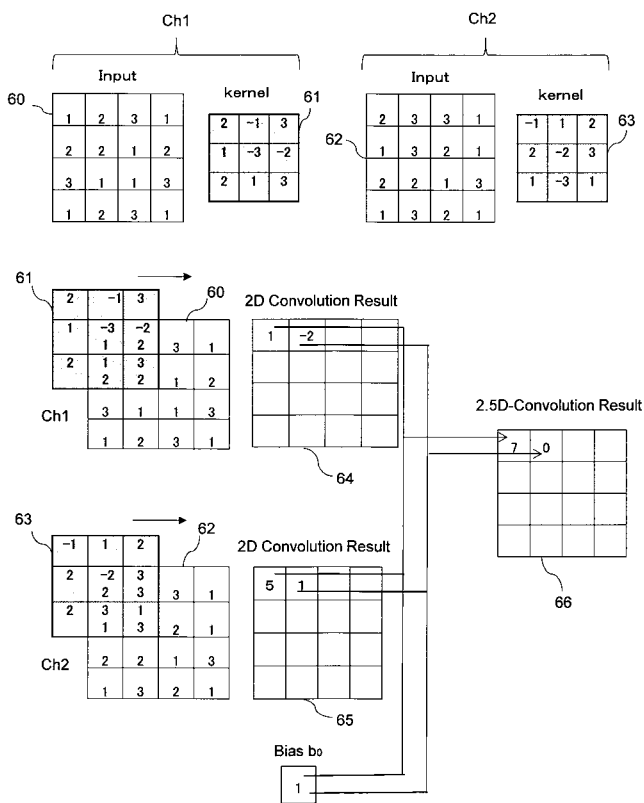 Ch1
Ch2
Input
kernel
Input
kernel
60
61
62
63
1 2 3 1
2 2 1 2
3 1 1 3
1 2 3 1
2 -1 3
1 -3 -2
2 1 3
2 3 3 1
1 3 2 1
2 2 1 3
1 3 2 1
-1 1 2
2 -2 3
1 -3 1
61
60
2 -1 3
1 -3 -2
1 2 3 1
2 1 3
2 2 1 2
3 1 1 3
1 2 3 1
Ch1
2D Convolution Result
1 -2
64
2.5D-Convolution Result
7 0
66
63
62
-1 1 2
2 -2 3
2 3 3 1
2 3 1
1 3 2 1
2 2 1 3
1 3 2 1
Ch2
2D Convolution Result
5 1
65
Bias b0
1